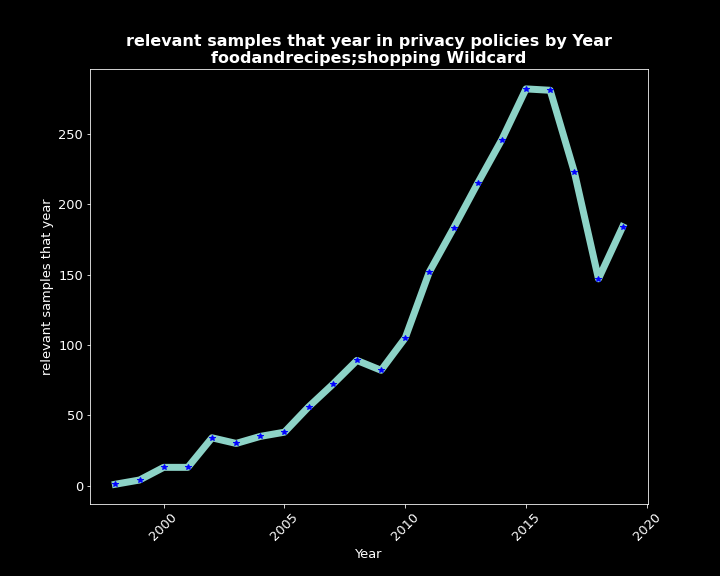 relevant samples that year in privacy policies by Year
foodandrecipes;shopping Wildcard
250
200
150
100
50
0
relevant samples that year
2000
2005
2010
2015
2020
Year